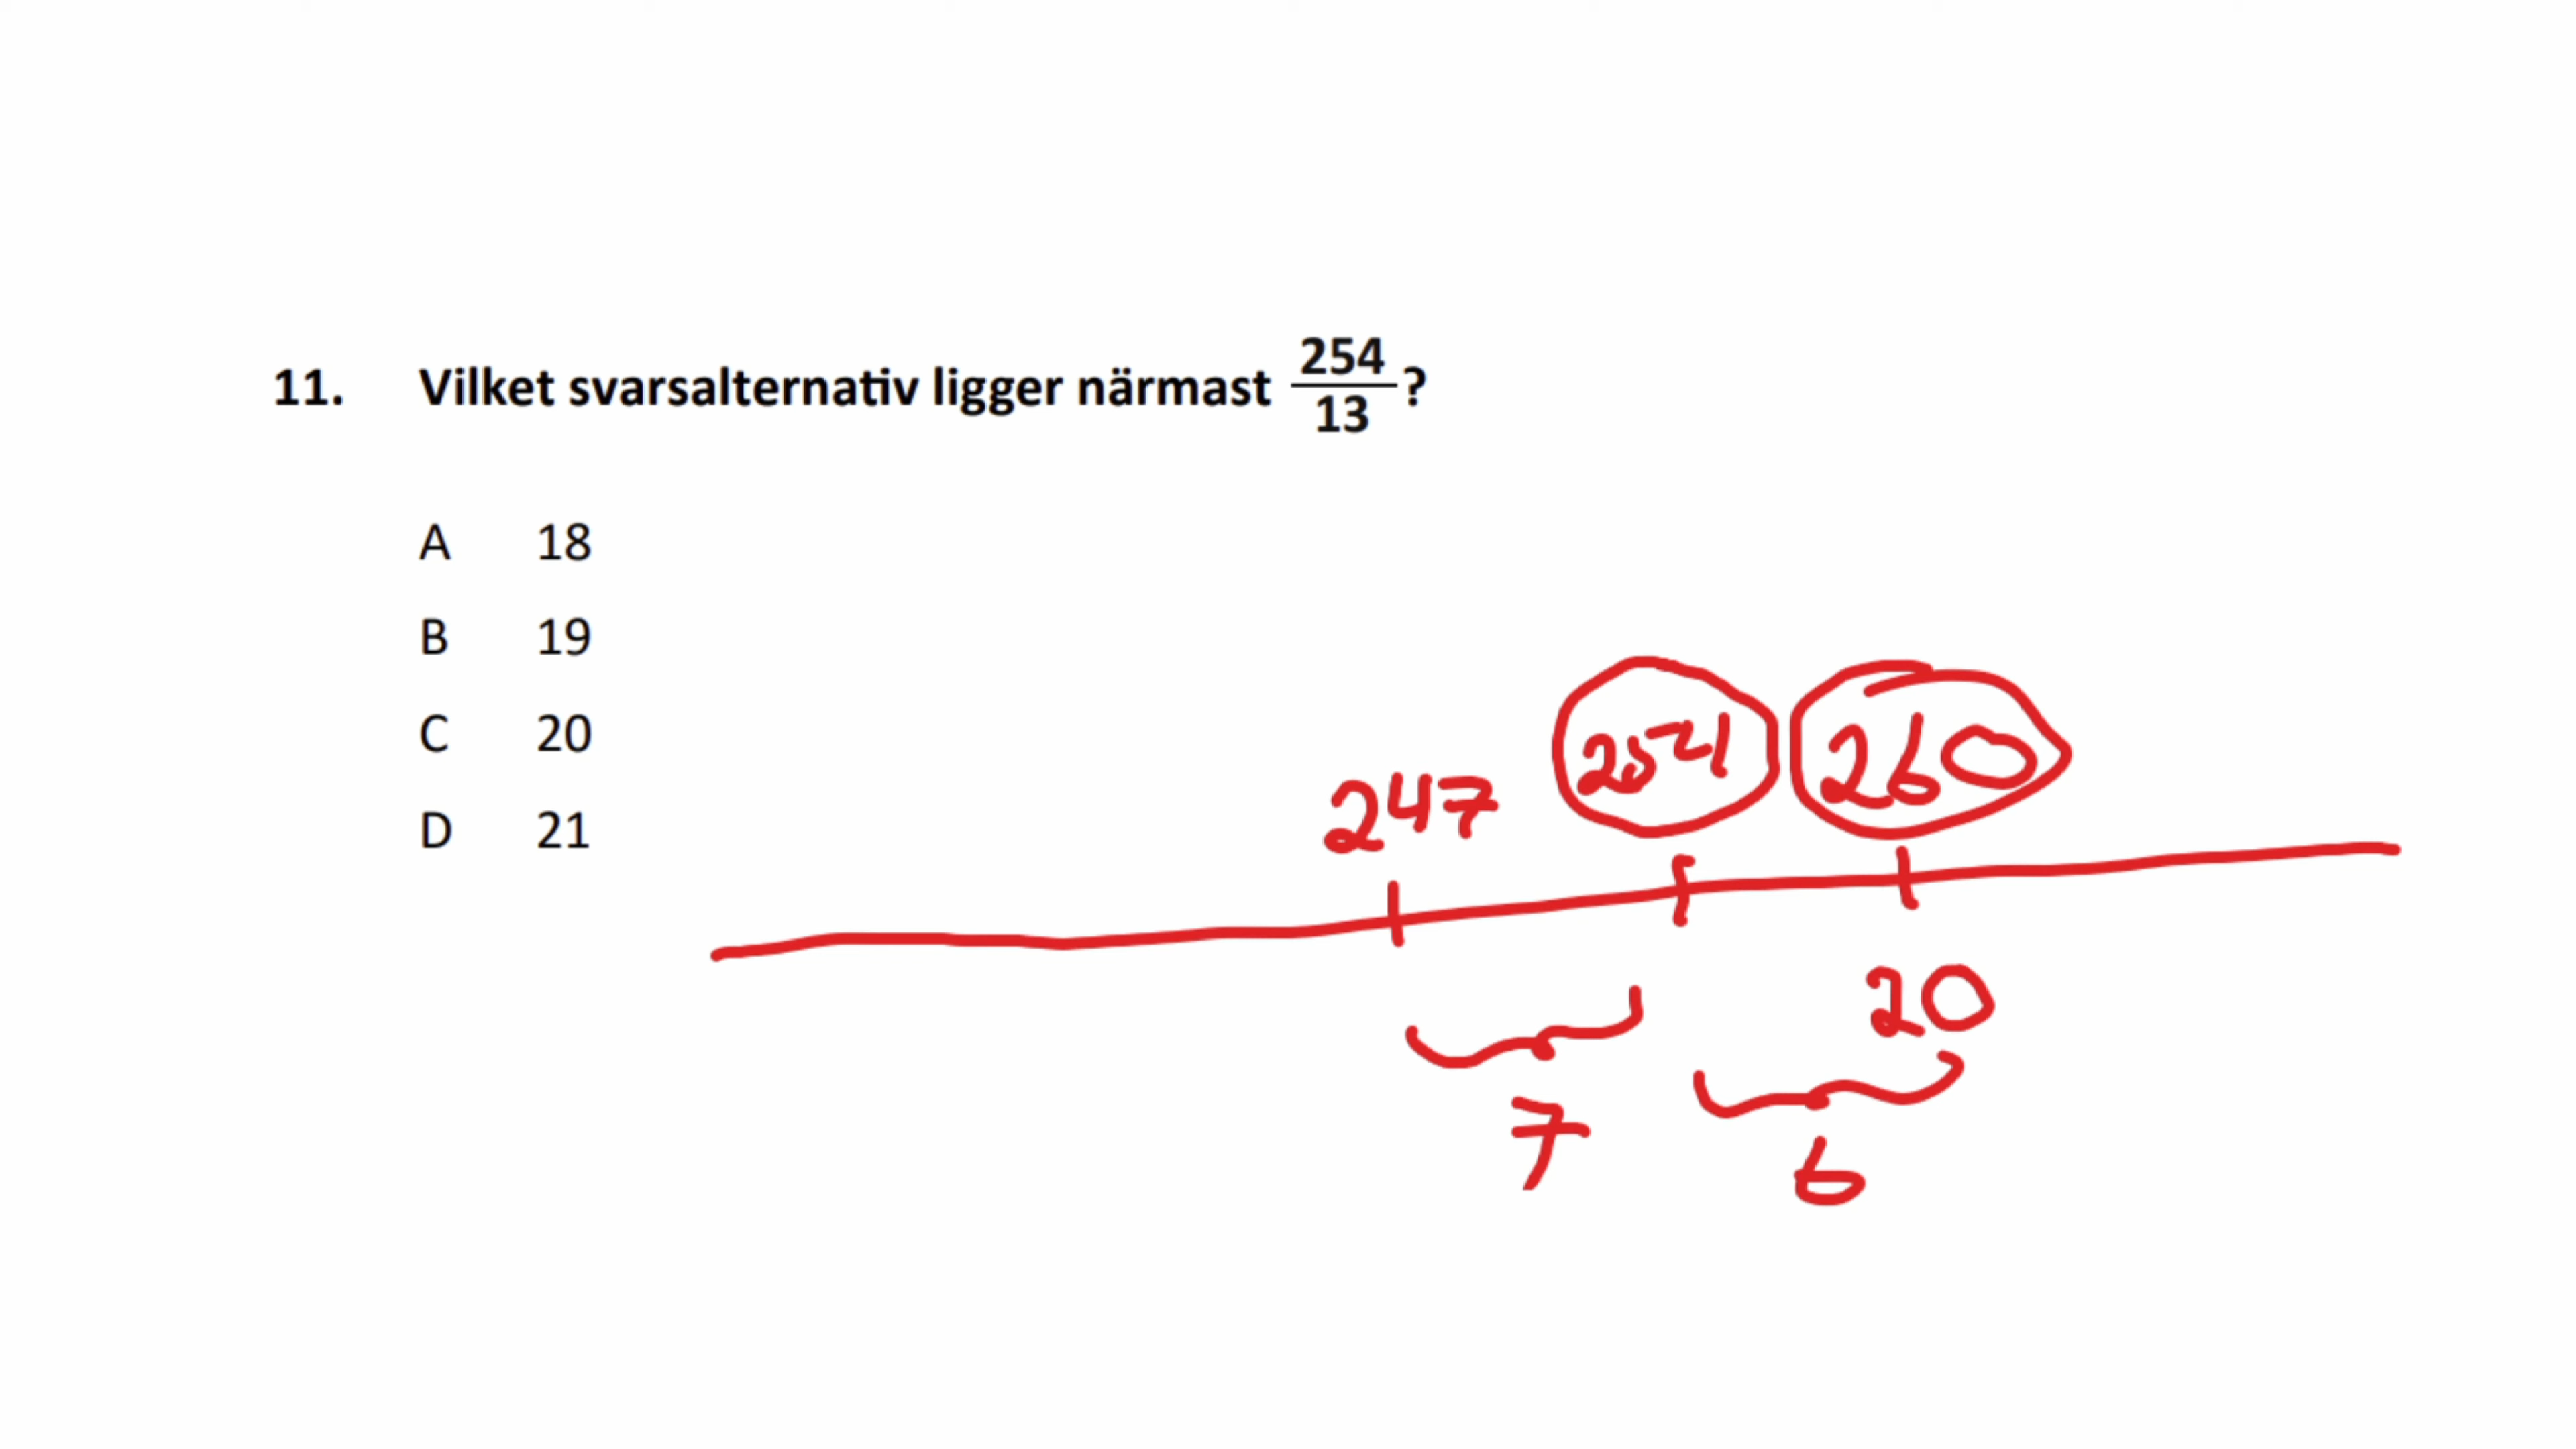 11. Vilket svarsalternativ ligger närmast 254/13?
A 18
B 19
C 20
D 21
247 254 260
20
7 6